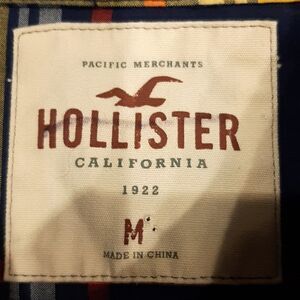 PACIFIC MERCHANTS
HOLLISTER
CALIFORNIA
1922
M
MADE IN CHINA